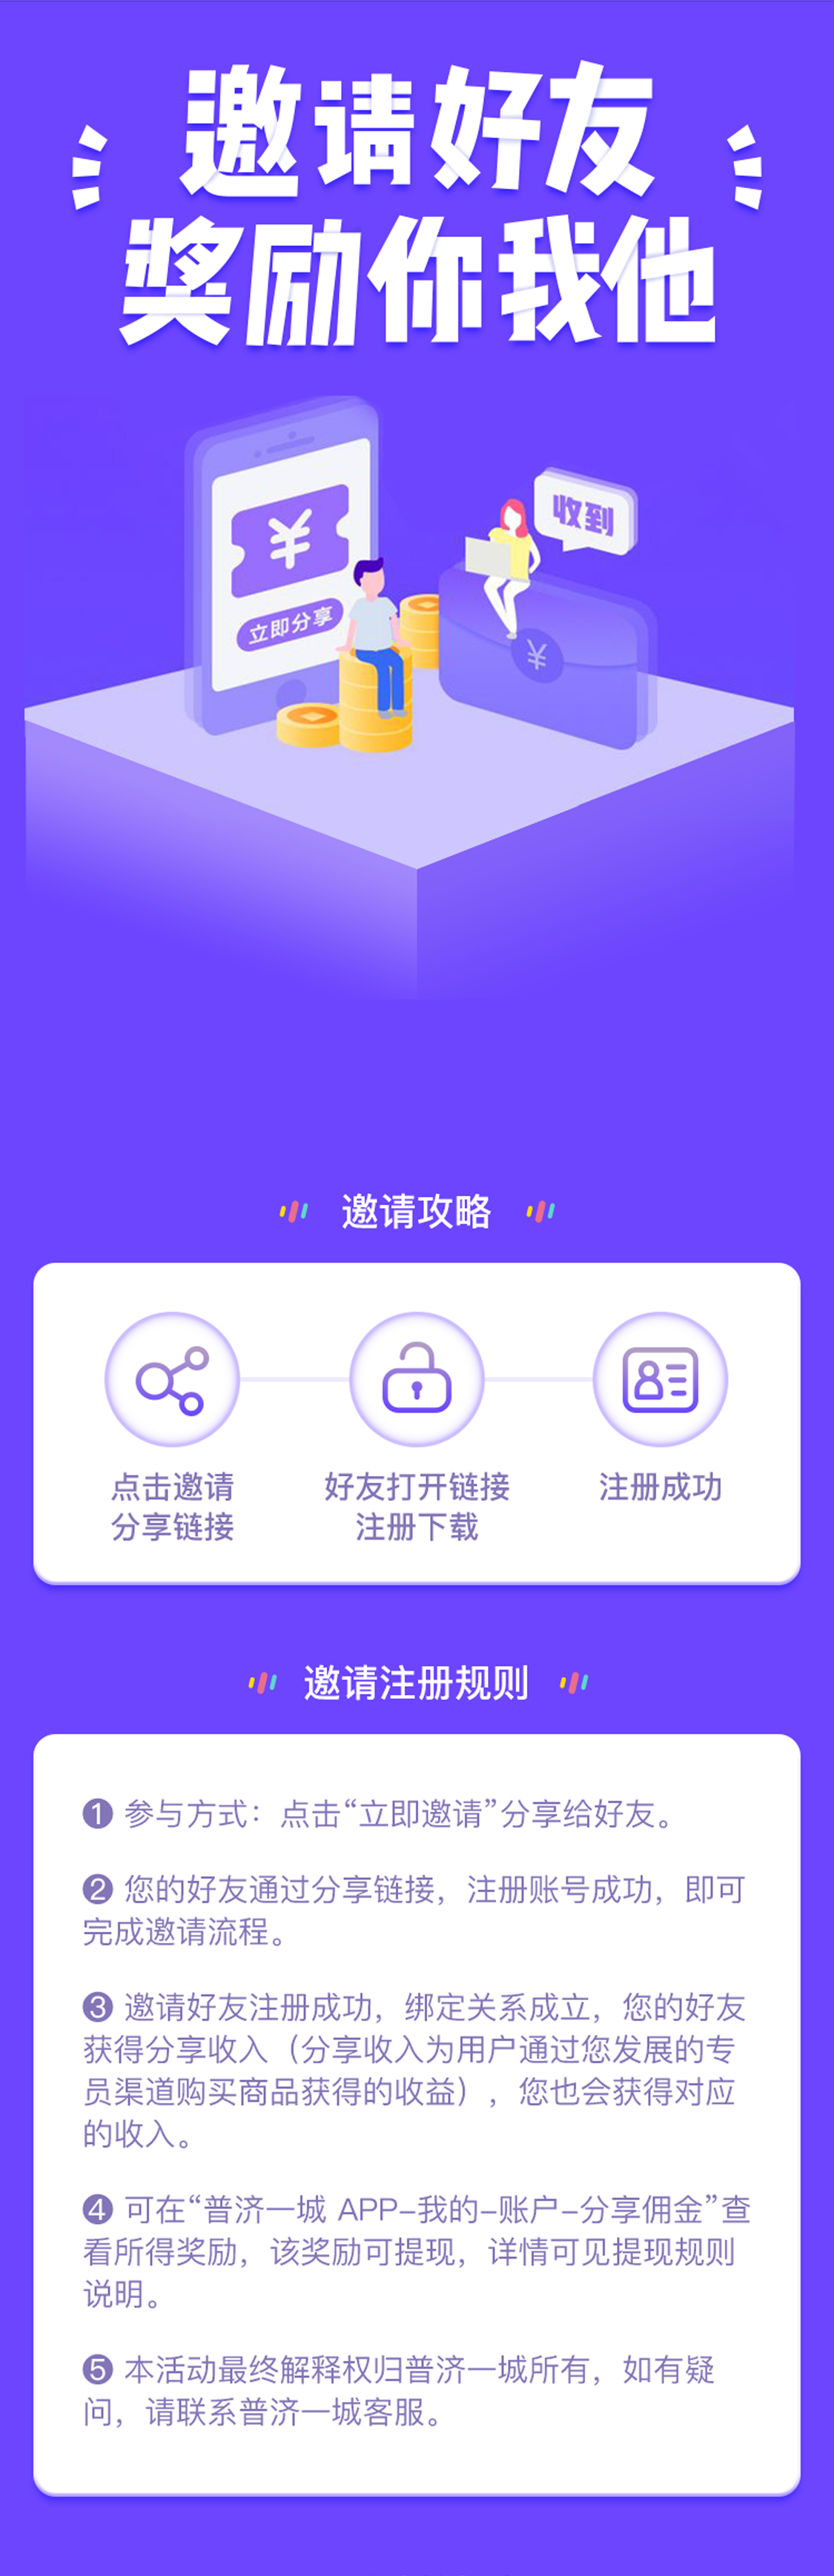 邀请好友
奖励你我他
¥
收到
立即分享
¥
邀请攻略
点击邀请
分享链接
好友打开链接
注册下载
注册成功
邀请注册规则
❶ 参与方式：点击“立即邀请”分享给好友。
❷ 您的好友通过分享链接，注册账号成功，即可
完成邀请流程。
❸ 邀请好友注册成功，绑定关系成立，您的好友
获得分享收入（分享收入为用户通过您发展的专
员渠道购买商品获得的收益），您也会获得对应
的收入。
❹ 可在“普济一城 APP–我的–账户–分享佣金”查
看所得奖励，该奖励可提现，详情可见提现规则
说明。
❺ 本活动最终解释权归普济一城所有，如有疑
问，请联系普济一城客服。